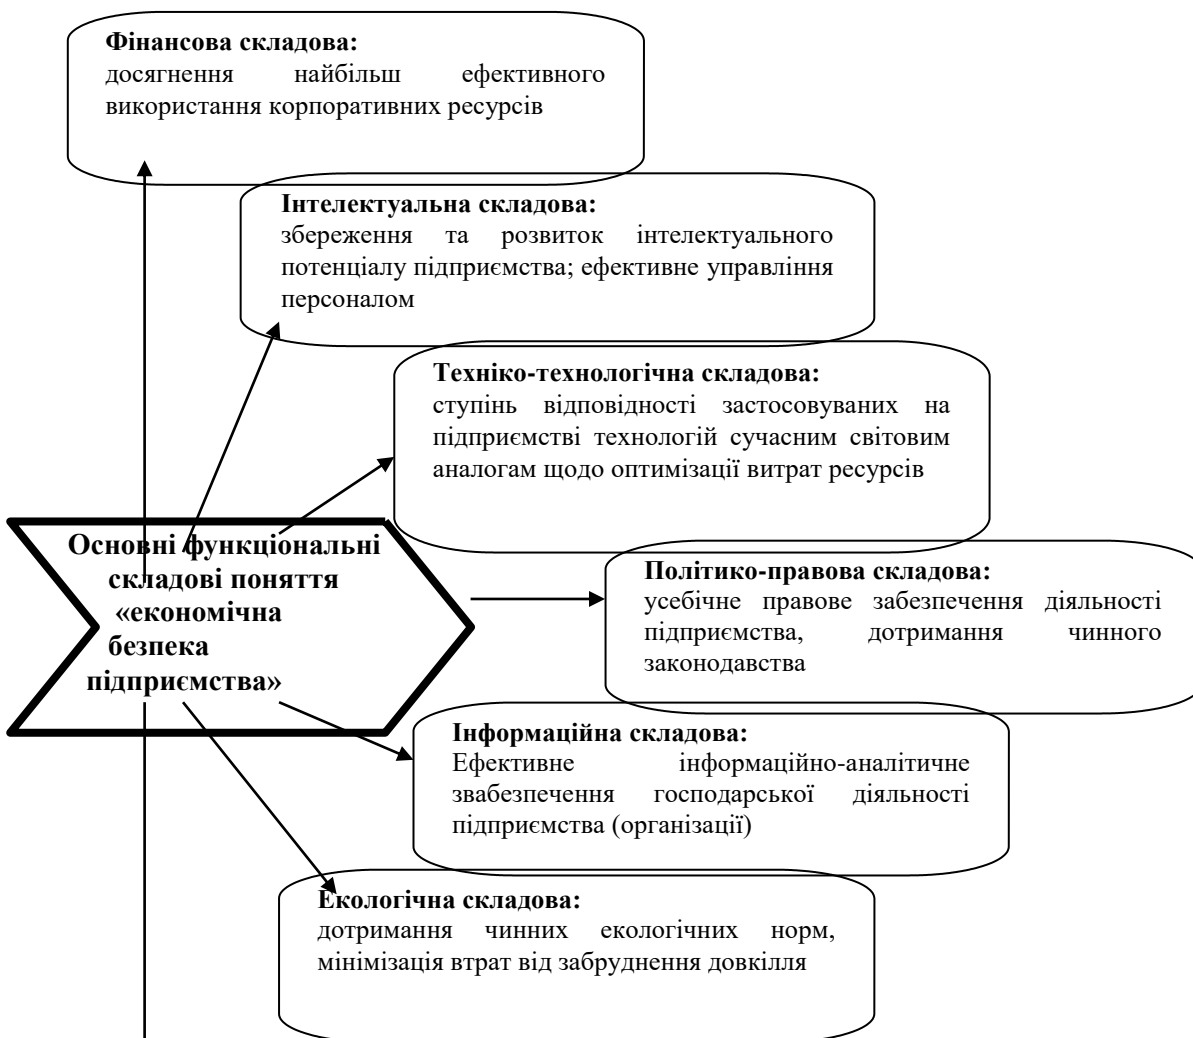 Фінансова складова:
досягнення найбільш ефективного
використання корпоративних ресурсів
Інтелектуальна складова:
збереження та розвиток інтелектуального
потенціалу підприємства; ефективне управління
персоналом
Техніко-технологічна складова:
ступінь відповідності застосовуваних на
підприємстві технологій сучасним світовим
аналогам щодо оптимізації витрат ресурсів
Основні функціональні
складові поняття
«економічна
безпека
підприємства»
Політико-правова складова:
усебічне правове забезпечення діяльності
підприємства, дотримання чинного
законодавства
Інформаційна складова:
Ефективне інформаційно-аналітичне
звабезпечення господарської діяльності
підприємства (організації)
Екологічна складова:
дотримання чинних екологічних норм,
мінімізація втрат від забруднення довкілля